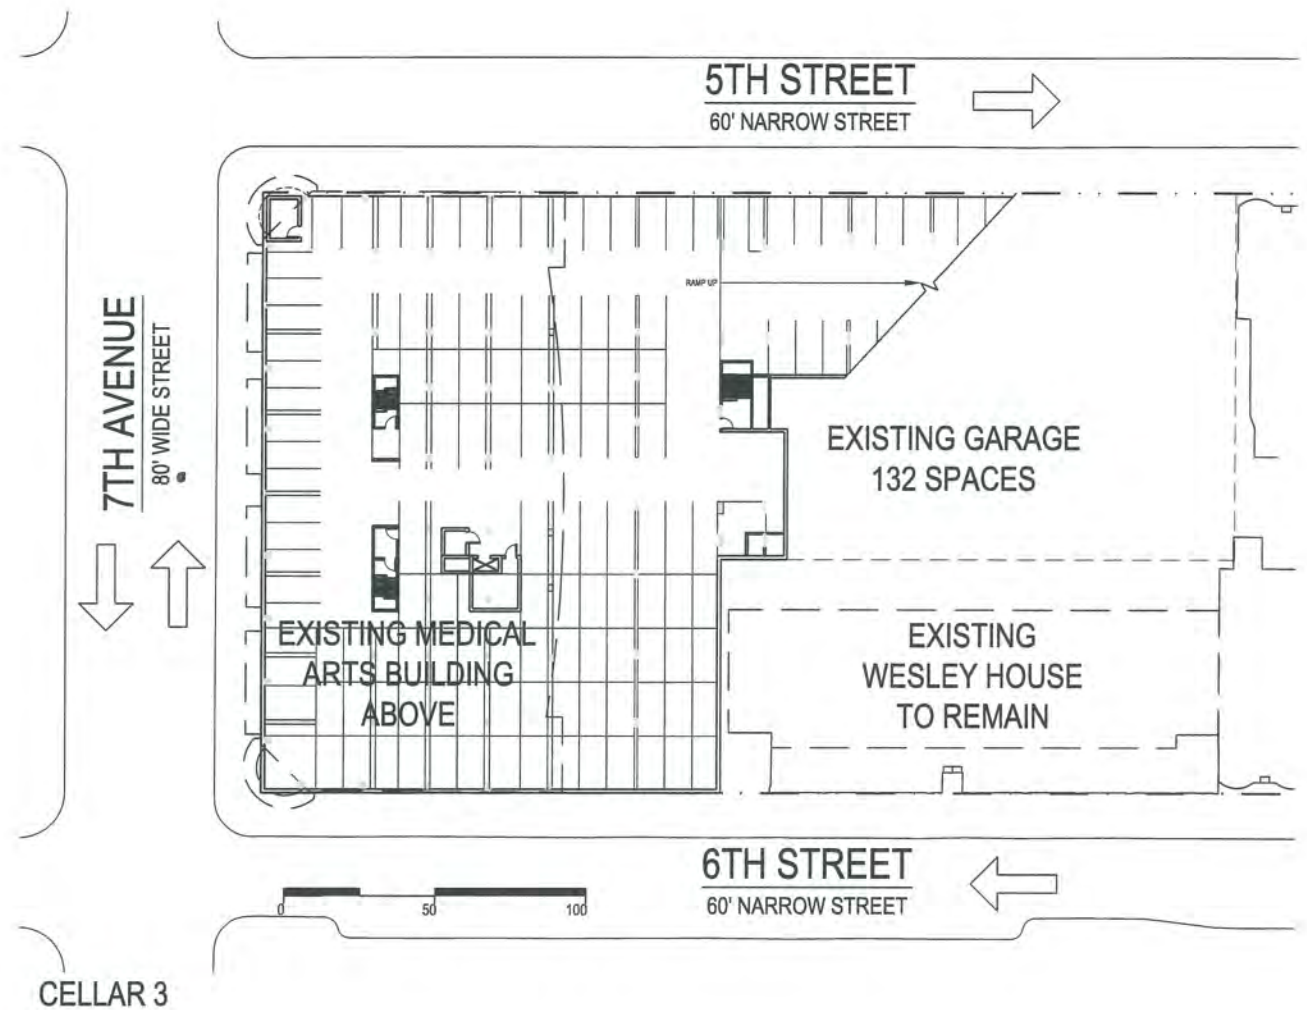 5TH STREET
60' NARROW STREET
7TH AVENUE
80' WIDE STREET
RAMP UP
EXISTING GARAGE
132 SPACES
EXISTING MEDICAL
ARTS BUILDING
ABOVE
EXISTING
WESLEY HOUSE
TO REMAIN
6TH STREET
60' NARROW STREET
0 50 100
CELLAR 3